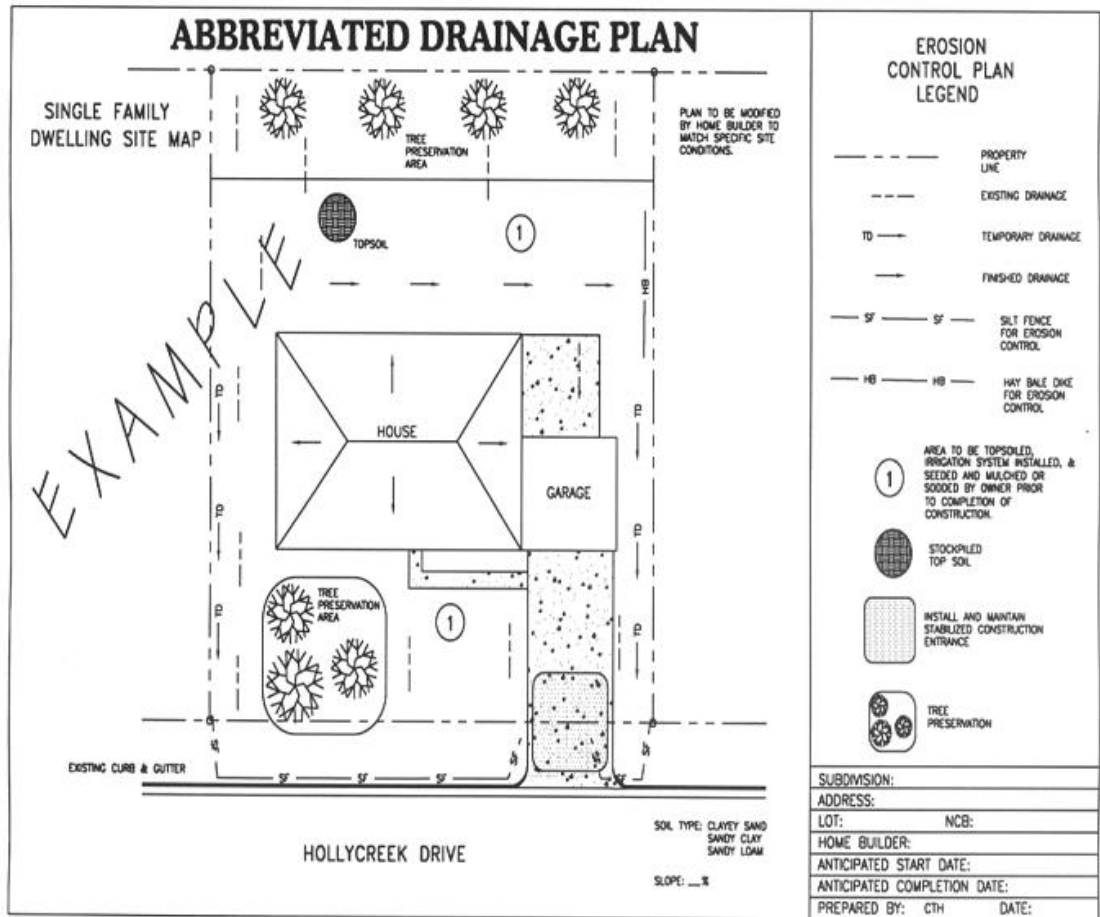 ABBREVIATED DRAINAGE PLAN
SINGLE FAMILY
DWELLING SITE MAP
PLAN TO BE MODIFIED
BY HOME BUILDER TO
MATCH SPECIFIC SITE
CONDITIONS.
TREE
PRESERVATION
AREA
TOPSOIL
1
EXAMPLE
HB
TD
TD
HOUSE
GARAGE
TD
TD
TREE
PRESERVATION
AREA
1
TD
TD
SF
SF
SF
SF
SF
SF
SF
SF
SF
EXISTING CURB & GUTTER
HOLLYCREEK DRIVE
SOIL TYPE: CLAYEY SAND
SANDY CLAY
SANDY LOAM
SLOPE: __%
EROSION
CONTROL PLAN
LEGEND
PROPERTY
LINE
EXISTING DRAINAGE
TD
TEMPORARY DRAINAGE
FINISHED DRAINAGE
SF SF
SILT FENCE
FOR EROSION
CONTROL
HB HB
HAY BALE DIKE
FOR EROSION
CONTROL
1
AREA TO BE TOPSOILED,
IRRIGATION SYSTEM INSTALLED, &
SEEDED AND MULCHED OR
SODDED BY OWNER PRIOR
TO COMPLETION OF
CONSTRUCTION.
STOCKPILED
TOP SOIL
INSTALL AND MAINTAIN
STABILIZED CONSTRUCTION
ENTRANCE
TREE
PRESERVATION
SUBDIVISION:
ADDRESS:
LOT: NCB:
HOME BUILDER:
ANTICIPATED START DATE:
ANTICIPATED COMPLETION DATE:
PREPARED BY: CTH DATE: